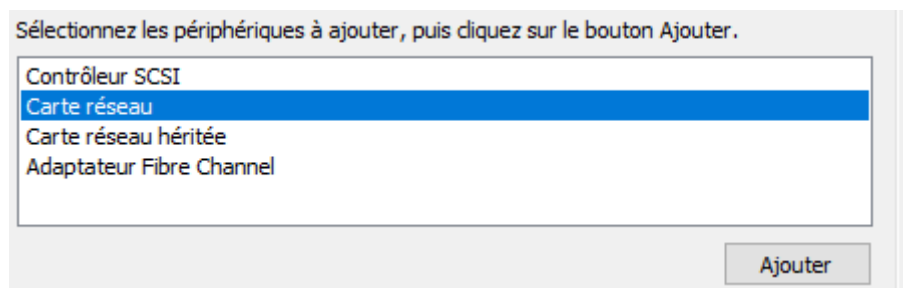 Sélectionnez les périphériques à ajouter, puis cliquez sur le bouton Ajouter.
Contrôleur SCSI
Carte réseau
Carte réseau héritée
Adaptateur Fibre Channel
Ajouter